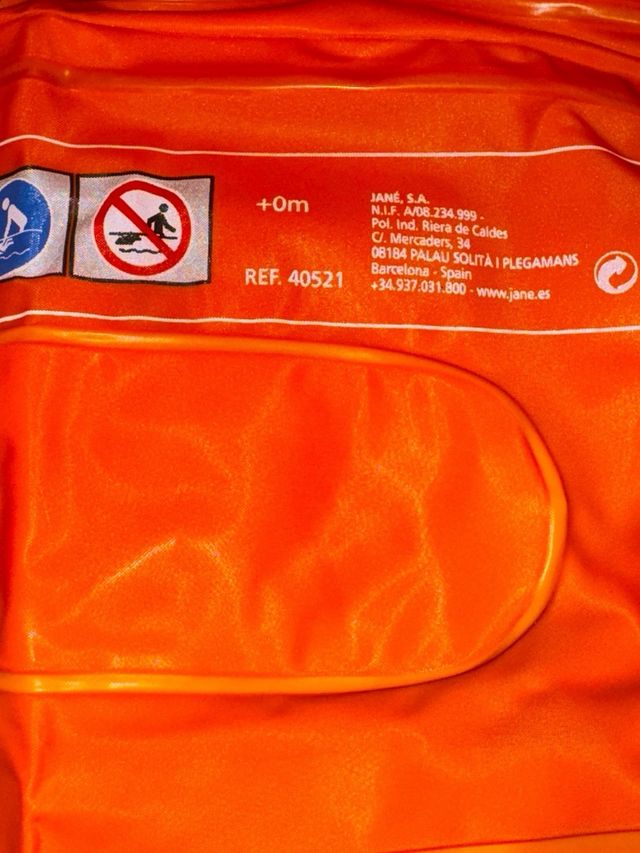 +0m
REF. 40521
JANÉ, S.A.
N.I.F. A/08.234.999 -
Pol. Ind. Riera de Caldes
C/. Mercaders, 34
08184 PALAU SOLITÀ I PLEGAMANS
Barcelona - Spain
+34.937.031.800 - www.jane.es